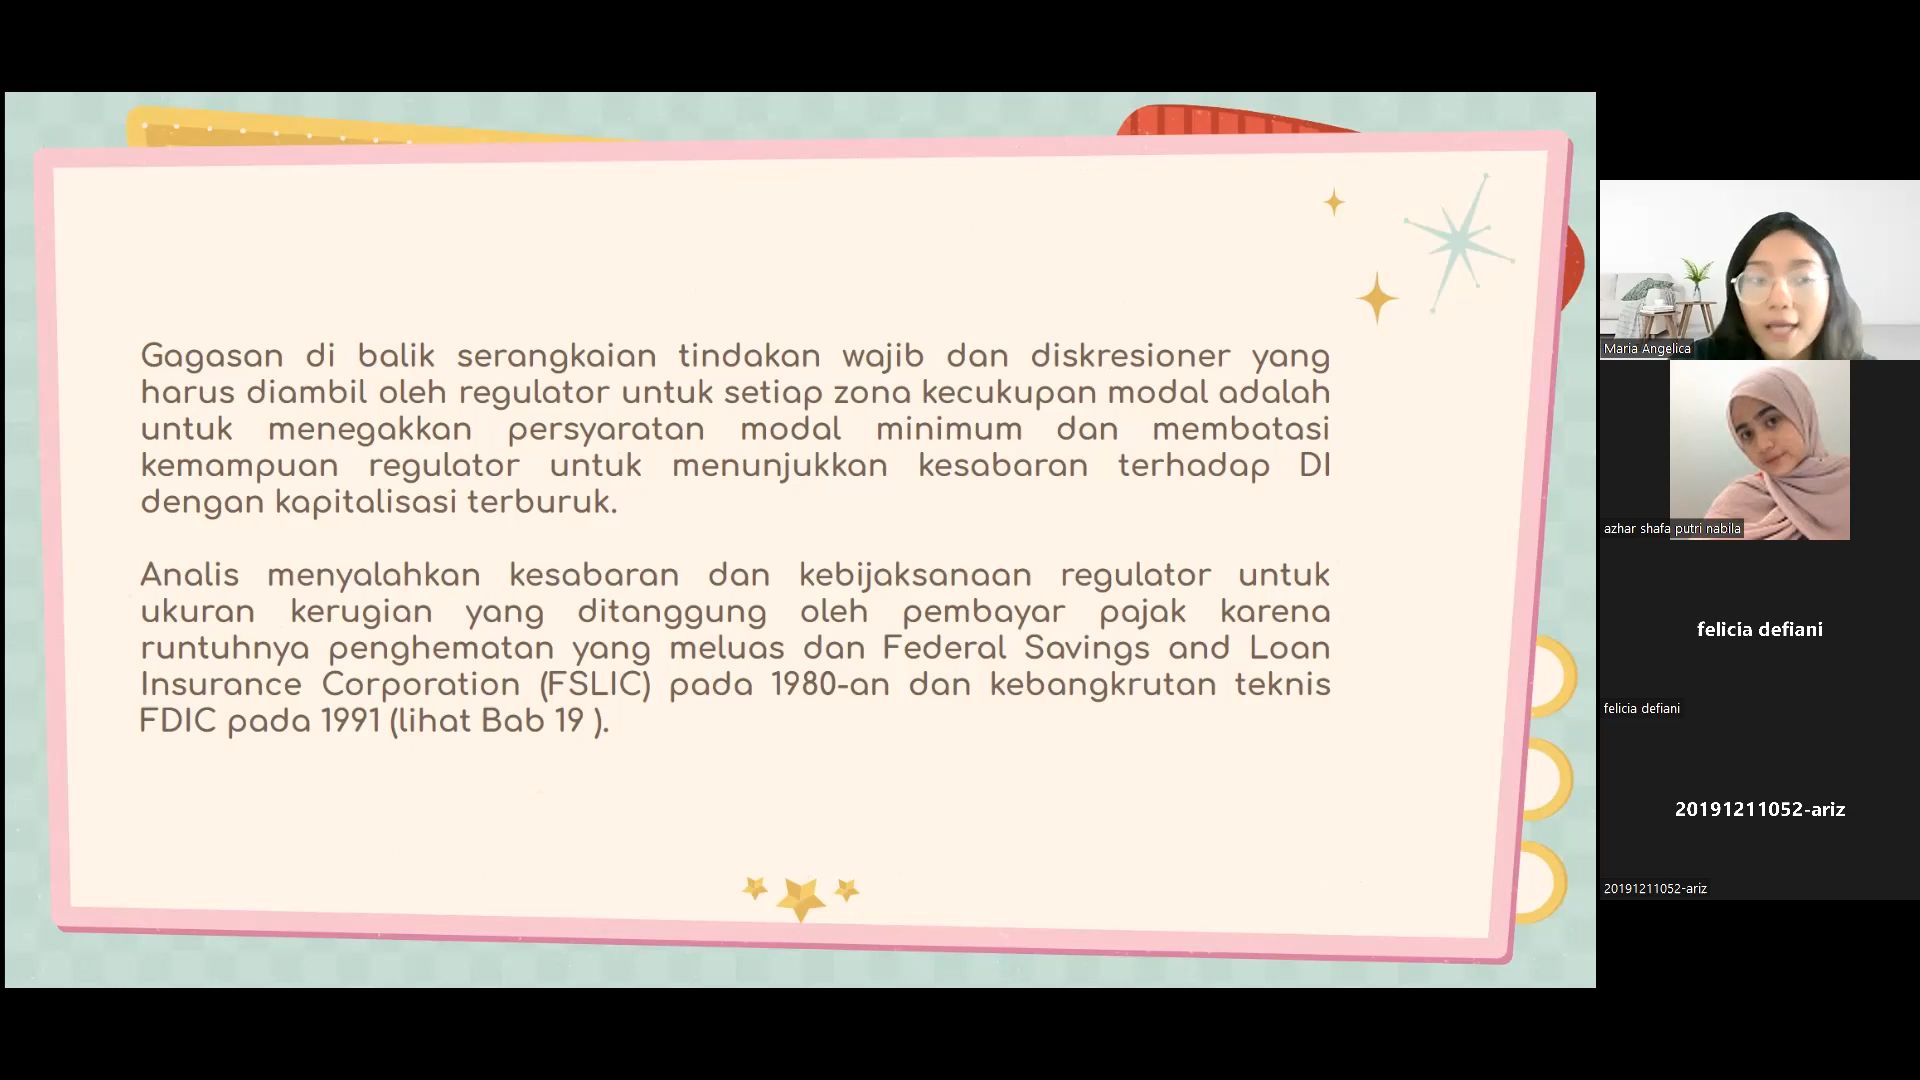 Gagasan di balik serangkaian tindakan wajib dan diskresioner yang
harus diambil oleh regulator untuk setiap zona kecukupan modal adalah
untuk menegakkan persyaratan modal minimum dan membatasi
kemampuan regulator untuk menunjukkan kesabaran terhadap DI
dengan kapitalisasi terburuk.
Analis menyalahkan kesabaran dan kebijaksanaan regulator untuk
ukuran kerugian yang ditanggung oleh pembayar pajak karena
runtuhnya penghematan yang meluas dan Federal Savings and Loan
Insurance Corporation (FSLIC) pada 1980-an dan kebangkrutan teknis
FDIC pada 1991 (lihat Bab 19 ).
Maria Angelica
azhar shafa putri nabila
felicia defiani
felicia defiani
20191211052-ariz
20191211052-ariz